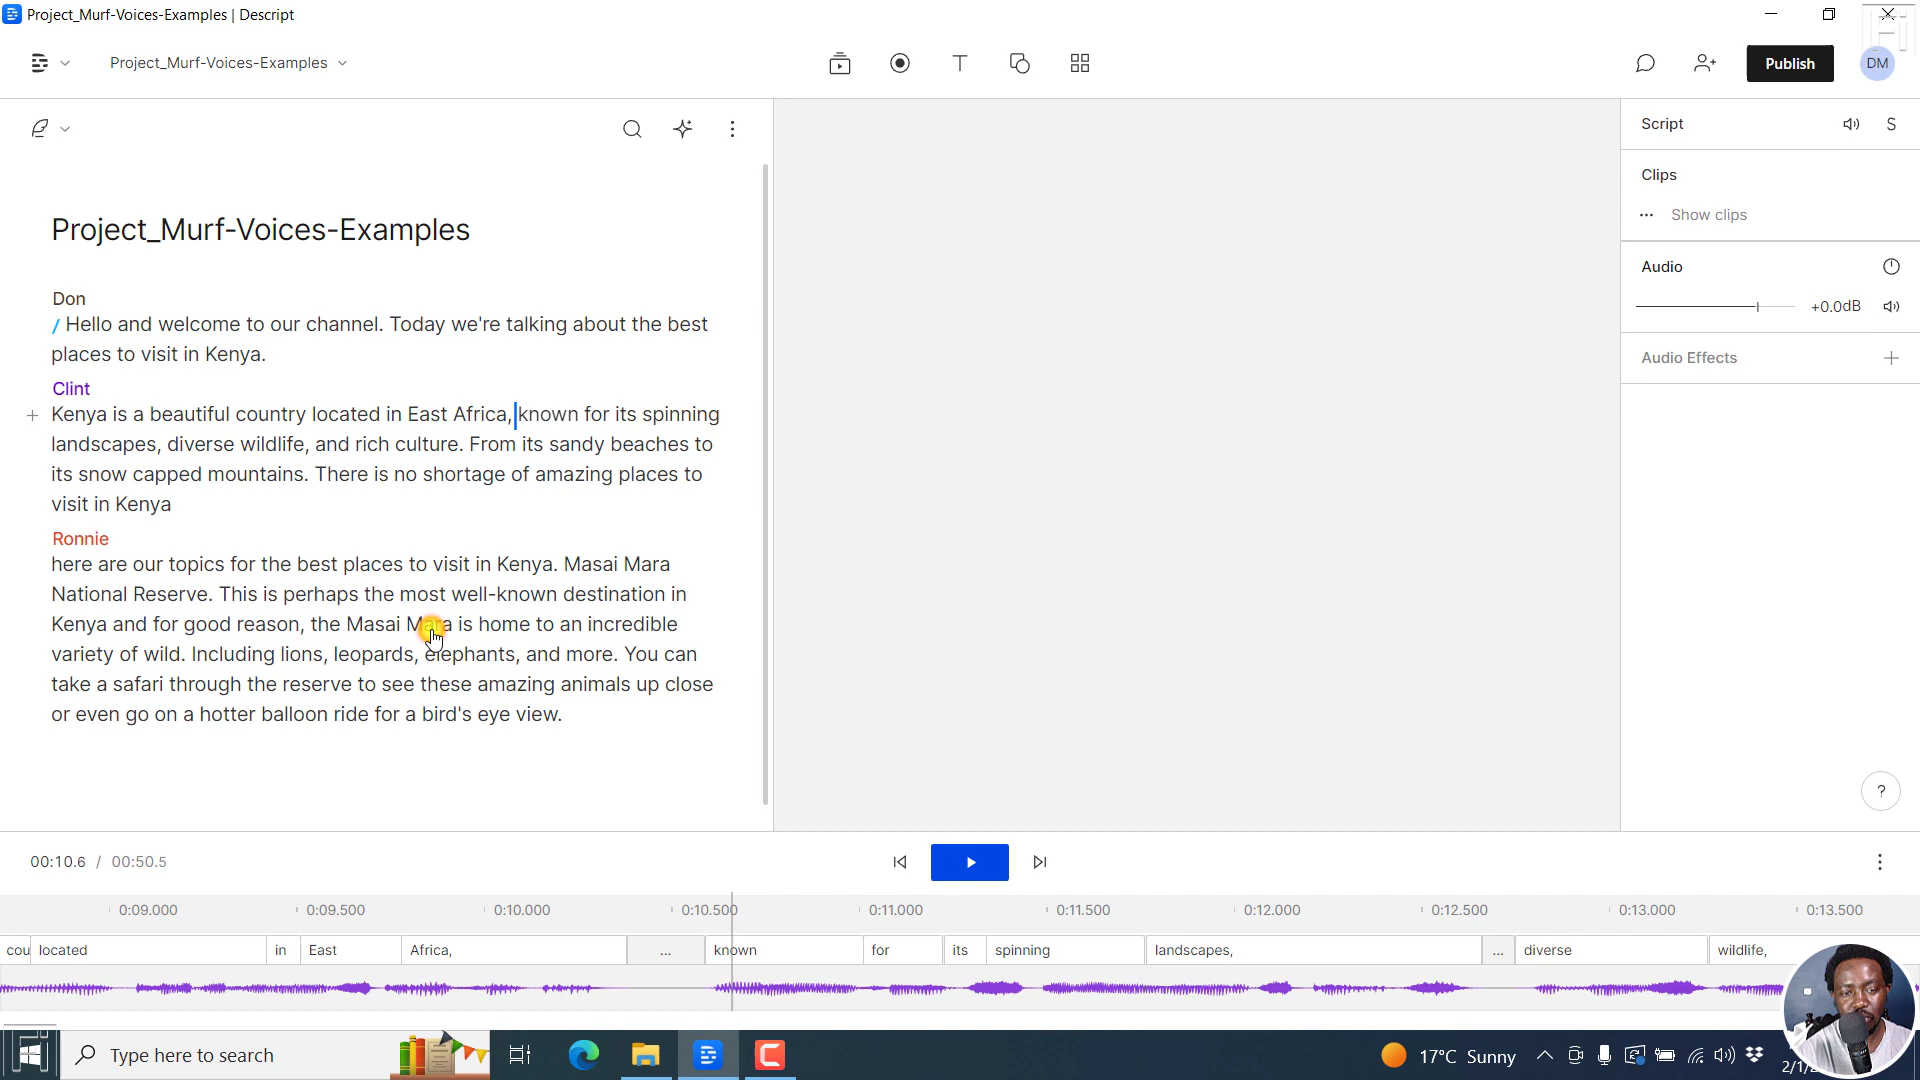 Project_Murf-Voices-Examples | Descript
Project_Murf-Voices-Examples
Publish
DM
Script
S
Clips
Show clips
Audio
+0.0dB
Audio Effects
Project_Murf-Voices-Examples
Don
/ Hello and welcome to our channel. Today we're talking about the best
places to visit in Kenya.
Clint
Kenya is a beautiful country located in East Africa, known for its spinning
landscapes, diverse wildlife, and rich culture. From its sandy beaches to
its snow capped mountains. There is no shortage of amazing places to
visit in Kenya
Ronnie
here are our topics for the best places to visit in Kenya. Masai Mara
National Reserve. This is perhaps the most well-known destination in
Kenya and for good reason, the Masai Mara is home to an incredible
variety of wild. Including lions, leopards, elephants, and more. You can
take a safari through the reserve to see these amazing animals up close
or even go on a hotter balloon ride for a bird's eye view.
?
00:10.6 / 00:50.5
0:09.000 0:09.500 0:10.000 0:10.500 0:11.000 0:11.500 0:12.000 0:12.500 0:13.000 0:13.500
cou located in East Africa, ... known for its spinning landscapes, ... diverse wildlife,
Type here to search
17°C Sunny
2/1/